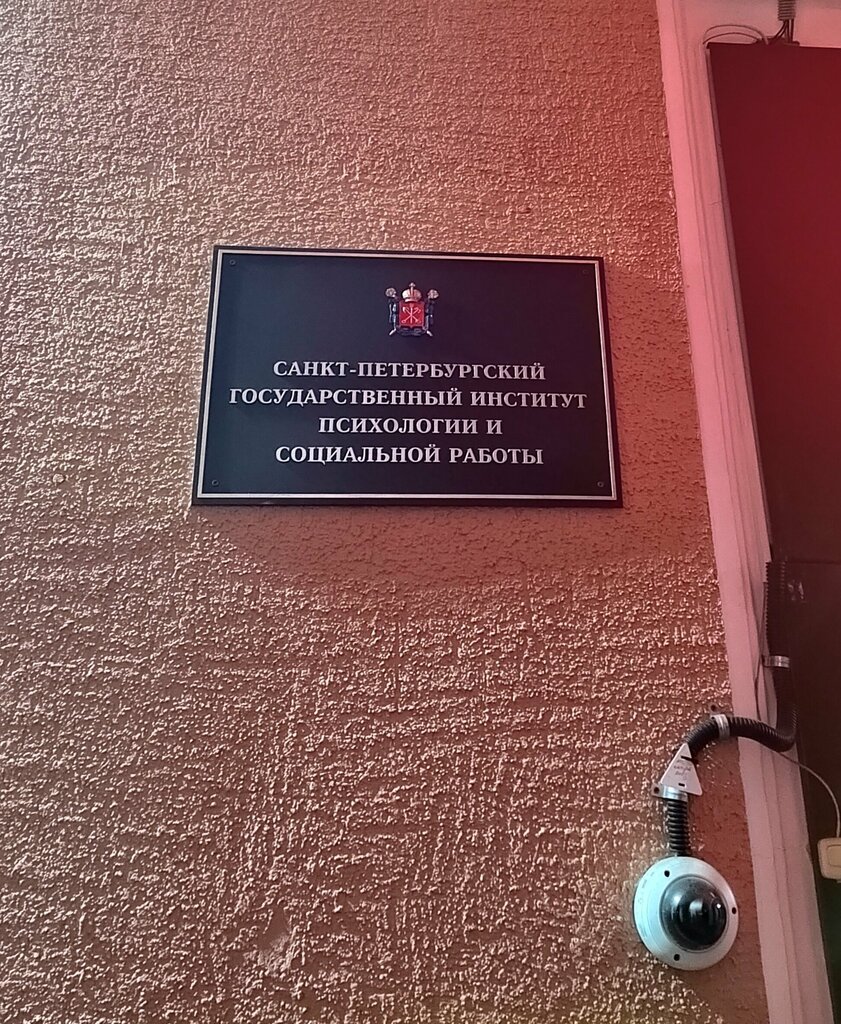 САНКТ-ПЕТЕРБУРГСКИЙ
ГОСУДАРСТВЕННЫЙ ИНСТИТУТ
ПСИХОЛОГИИ И
СОЦИАЛЬНОЙ РАБОТЫ